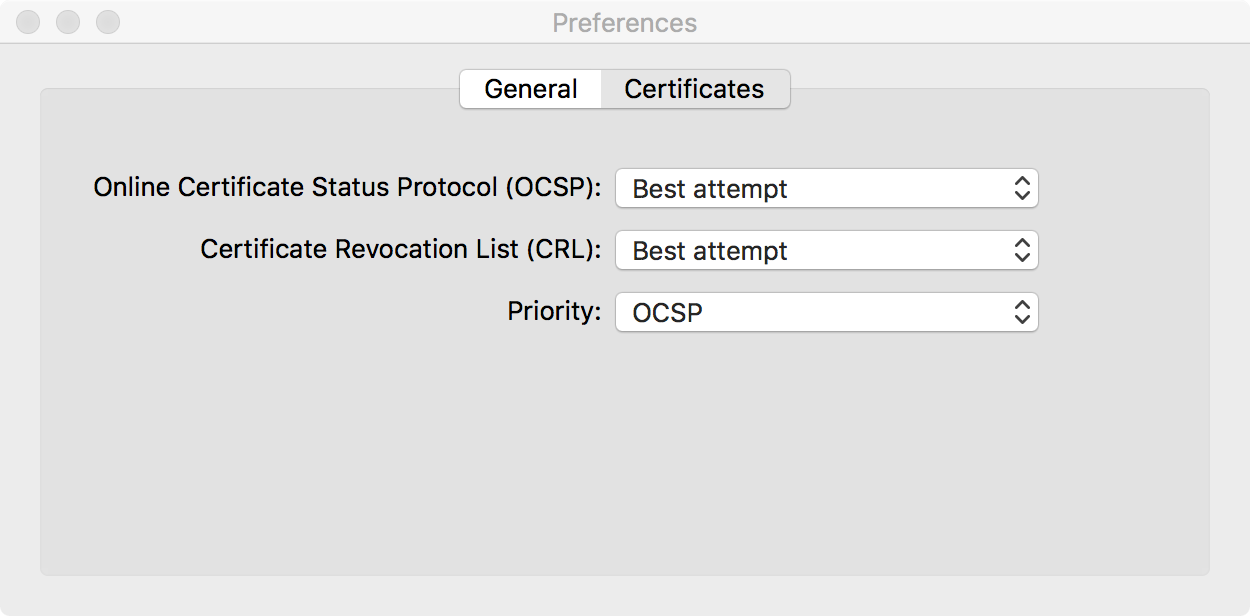 Preferences
General Certificates
Online Certificate Status Protocol (OCSP): Best attempt
Certificate Revocation List (CRL): Best attempt
Priority: OCSP